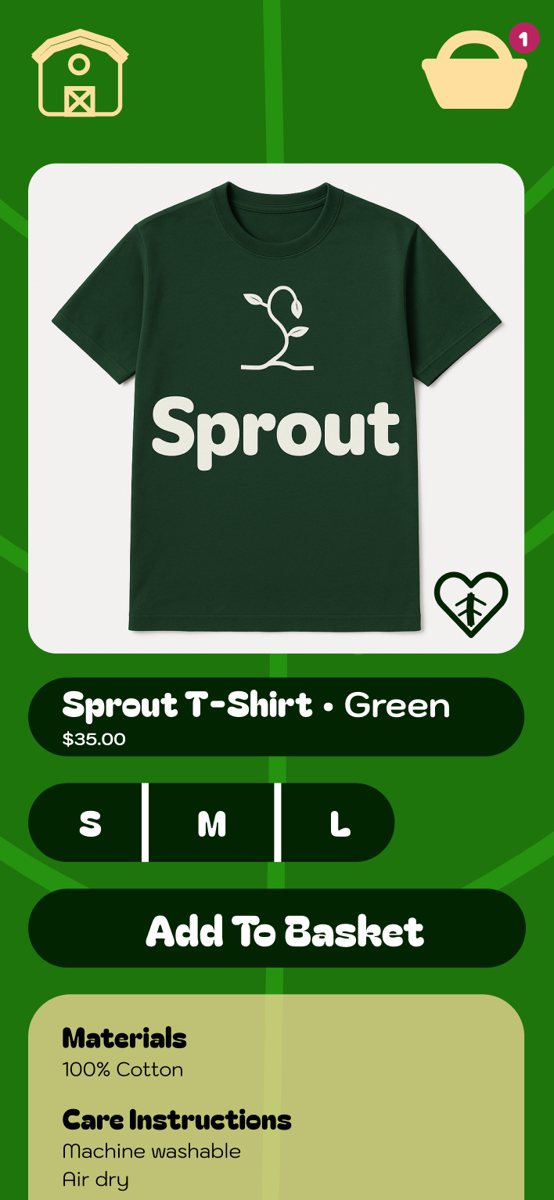 1
Sprout
Sprout T-Shirt • Green
$35.00
S M L
Add To Basket
Materials
100% Cotton
Care Instructions
Machine washable
Air dry